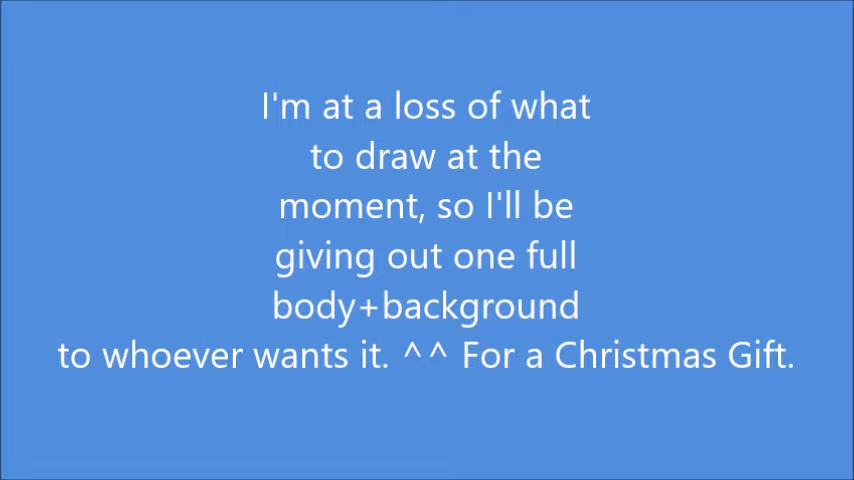 I'm at a loss of what
to draw at the
moment, so I'll be
giving out one full
body+background
to whoever wants it. ^^ For a Christmas Gift.